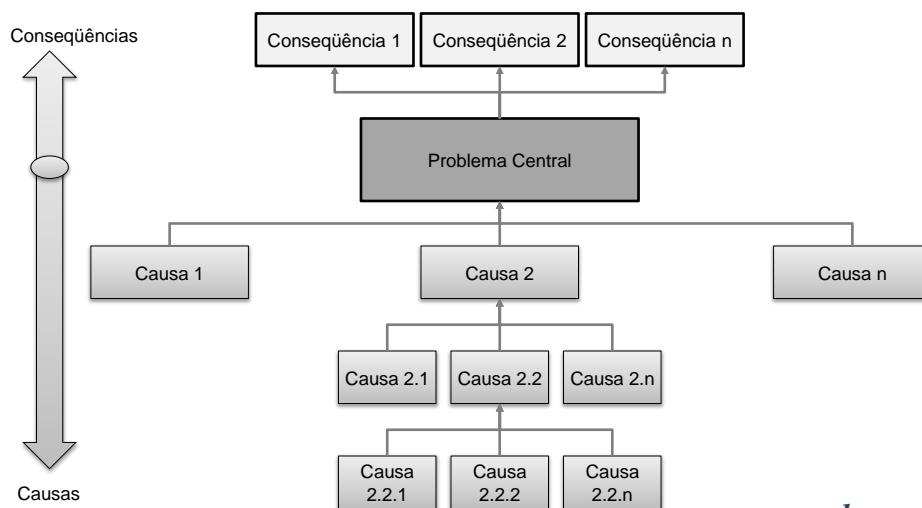 Conseqüências
Conseqüência 1
Conseqüência 2
Conseqüência n
Problema Central
Causa 1
Causa 2
Causa n
Causa 2.1
Causa 2.2
Causa 2.n
Causa
2.2.1
Causa
2.2.2
Causa
2.2.n
Causas